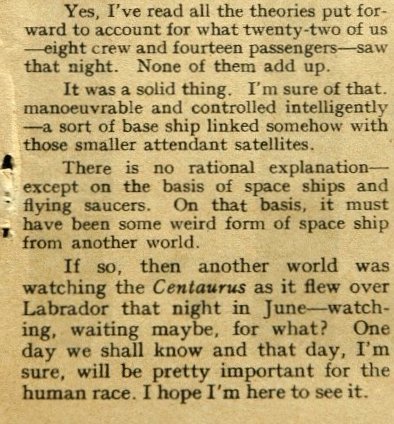 Yes, I've read all the theories put for-
ward to account for what twenty-two of us
—eight crew and fourteen passengers—saw
that night. None of them add up.
It was a solid thing. I'm sure of that.
manoeuvrable and controlled intelligently
—a sort of base ship linked somehow with
those smaller attendant satellites.
There is no rational explanation—
except on the basis of space ships and
flying saucers. On that basis, it must
have been some weird form of space ship
from another world.
If so, then another world was
watching the Centaurus as it flew over
Labrador that night in June—watch-
ing, waiting maybe, for what? One
day we shall know and that day, I'm
sure, will be pretty important for the
human race. I hope I'm here to see it.